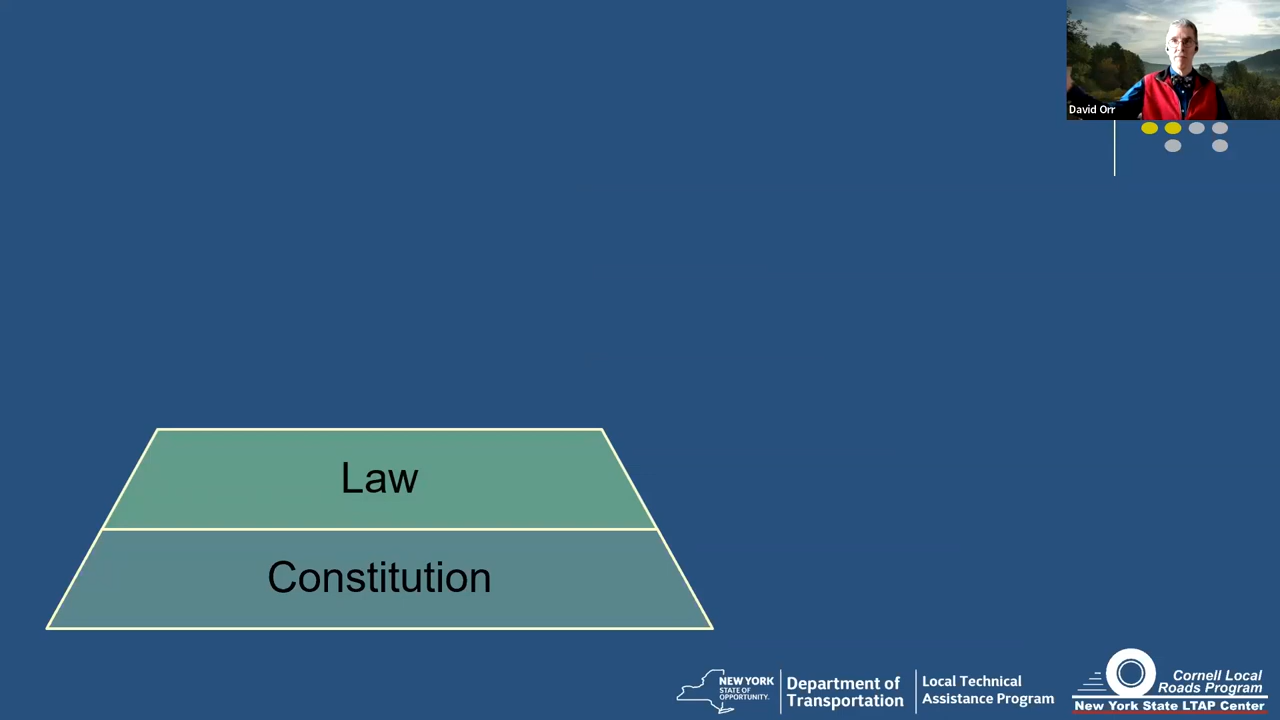 David Orr
Law
Constitution
NEW YORK
STATE OF
OPPORTUNITY.
Department of
Transportation
Local Technical
Assistance Program
Cornell Local
Roads Program
New York State LTAP Center